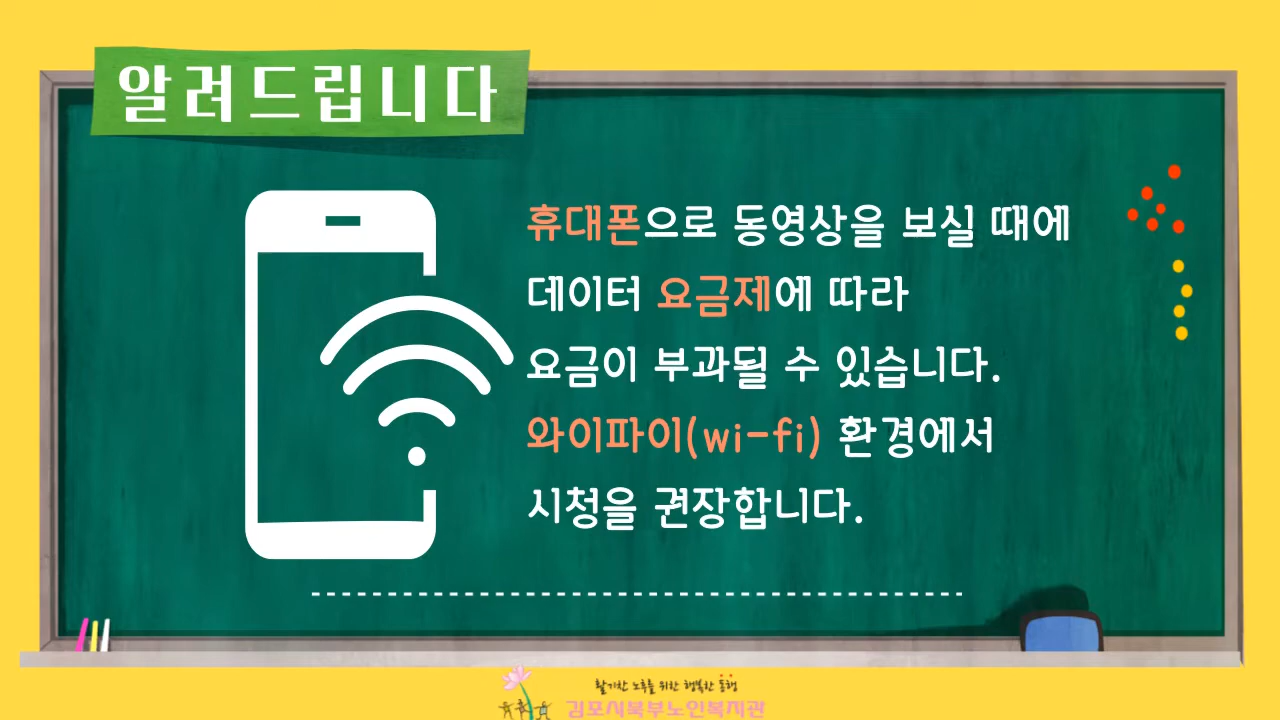 알려드립니다
휴대폰으로 동영상을 보실 때에
데이터 요금제에 따라
요금이 부과될 수 있습니다.
와이파이(wi-fi) 환경에서
시청을 권장합니다.
활기찬 노후를 위한 행복한 동행
김포시북부노인복지관